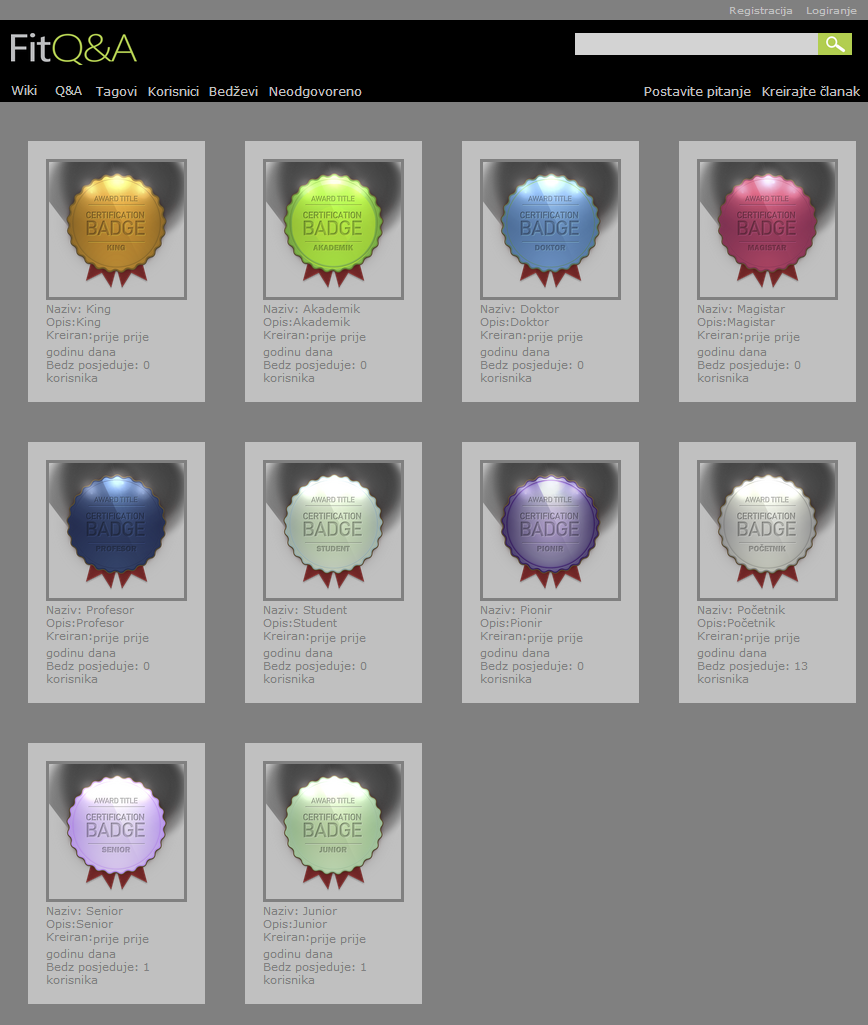 Registracija Logiranje
FitQ&A
Wiki Q&A Tagovi Korisnici Bedževi Neodgovoreno Postavite pitanje Kreirajte članak
AWARD TITLE
CERTIFICATION
BADGE
KING
Naziv: King
Opis:King
Kreiran:prije prije
godinu dana
Bedz posjeduje: 0
korisnika
AWARD TITLE
CERTIFICATION
BADGE
AKADEMIK
Naziv: Akademik
Opis:Akademik
Kreiran:prije prije
godinu dana
Bedz posjeduje: 0
korisnika
AWARD TITLE
CERTIFICATION
BADGE
DOKTOR
Naziv: Doktor
Opis:Doktor
Kreiran:prije prije
godinu dana
Bedz posjeduje: 0
korisnika
AWARD TITLE
CERTIFICATION
BADGE
MAGISTAR
Naziv: Magistar
Opis:Magistar
Kreiran:prije prije
godinu dana
Bedz posjeduje: 0
korisnika
AWARD TITLE
CERTIFICATION
BADGE
PROFESOR
Naziv: Profesor
Opis:Profesor
Kreiran:prije prije
godinu dana
Bedz posjeduje: 0
korisnika
AWARD TITLE
CERTIFICATION
BADGE
STUDENT
Naziv: Student
Opis:Student
Kreiran:prije prije
godinu dana
Bedz posjeduje: 0
korisnika
AWARD TITLE
CERTIFICATION
BADGE
PIONIR
Naziv: Pionir
Opis:Pionir
Kreiran:prije prije
godinu dana
Bedz posjeduje: 0
korisnika
AWARD TITLE
CERTIFICATION
BADGE
POČETNIK
Naziv: Početnik
Opis:Početnik
Kreiran:prije prije
godinu dana
Bedz posjeduje: 13
korisnika
AWARD TITLE
CERTIFICATION
BADGE
SENIOR
Naziv: Senior
Opis:Senior
Kreiran:prije prije
godinu dana
Bedz posjeduje: 1
korisnika
AWARD TITLE
CERTIFICATION
BADGE
JUNIOR
Naziv: Junior
Opis:Junior
Kreiran:prije prije
godinu dana
Bedz posjeduje: 1
korisnika